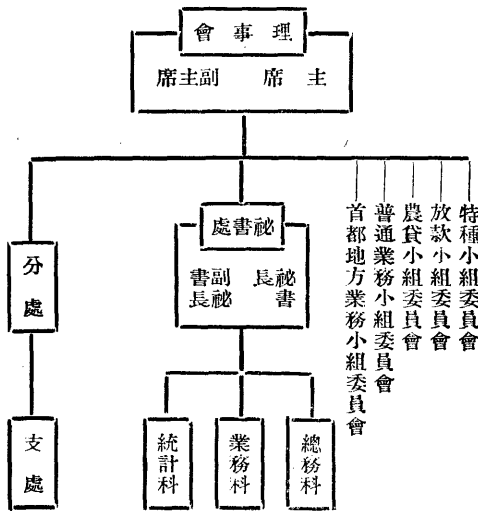 理事會
主席　副主席
特種小組委員會
放款小組委員會
農貸小組委員會
普通業務小組委員會
首都地方業務小組委員會
祕書處
祕書長　副祕書長
分處
總務科
業務科
統計科
支處